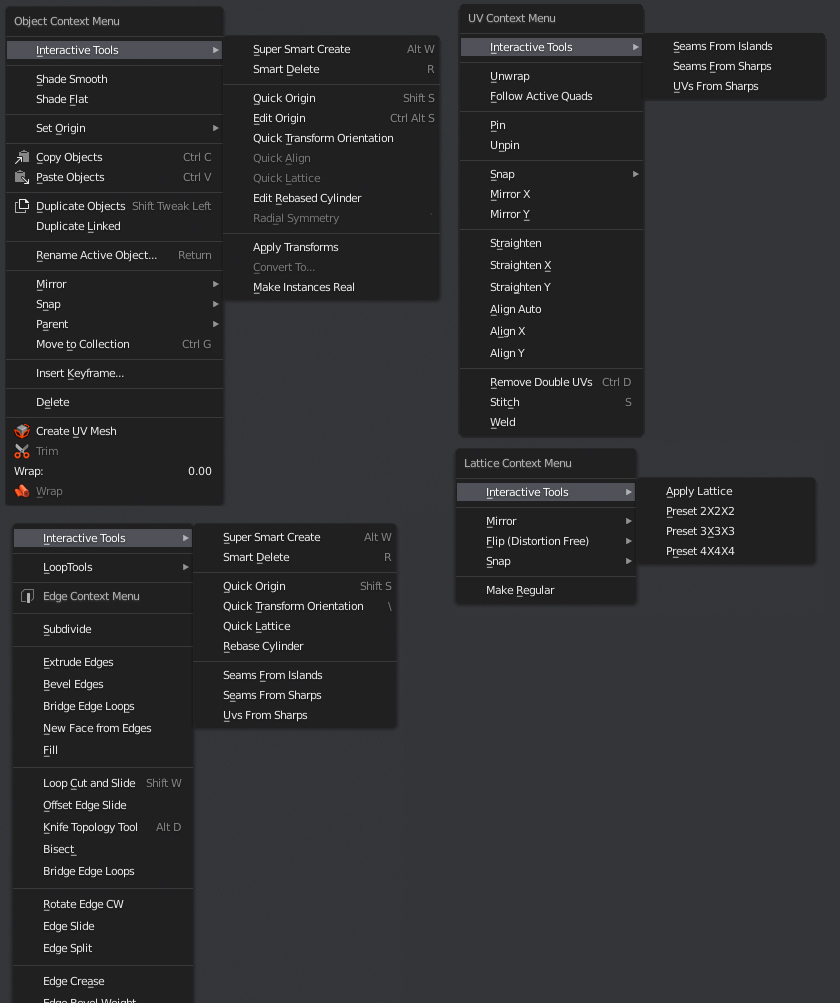 Object Context Menu
Interactive Tools
Shade Smooth
Shade Flat
Set Origin
Copy Objects Ctrl C
Paste Objects Ctrl V
Duplicate Objects Shift Tweak Left
Duplicate Linked
Rename Active Object... Return
Mirror
Snap
Parent
Move to Collection Ctrl G
Insert Keyframe...
Delete
Create UV Mesh
Trim
Wrap: 0.00
Wrap
Super Smart Create Alt W
Smart Delete R
Quick Origin Shift S
Edit Origin Ctrl Alt S
Quick Transform Orientation
Quick Align
Quick Lattice
Edit Rebased Cylinder
Radial Symmetry
Apply Transforms
Convert To...
Make Instances Real
UV Context Menu
Interactive Tools
Unwrap
Follow Active Quads
Pin
Unpin
Snap
Mirror X
Mirror Y
Straighten
Straighten X
Straighten Y
Align Auto
Align X
Align Y
Remove Double UVs Ctrl D
Stitch S
Weld
Seams From Islands
Seams From Sharps
UVs From Sharps
Lattice Context Menu
Interactive Tools
Mirror
Flip (Distortion Free)
Snap
Make Regular
Apply Lattice
Preset 2X2X2
Preset 3X3X3
Preset 4X4X4
Interactive Tools
LoopTools
Edge Context Menu
Subdivide
Extrude Edges
Bevel Edges
Bridge Edge Loops
New Face from Edges
Fill
Loop Cut and Slide Shift W
Offset Edge Slide
Knife Topology Tool Alt D
Bisect
Bridge Edge Loops
Rotate Edge CW
Edge Slide
Edge Split
Edge Crease
Edge Bevel Weight
Super Smart Create Alt W
Smart Delete R
Quick Origin Shift S
Quick Transform Orientation \
Quick Lattice
Rebase Cylinder
Seams From Islands
Seams From Sharps
Uvs From Sharps